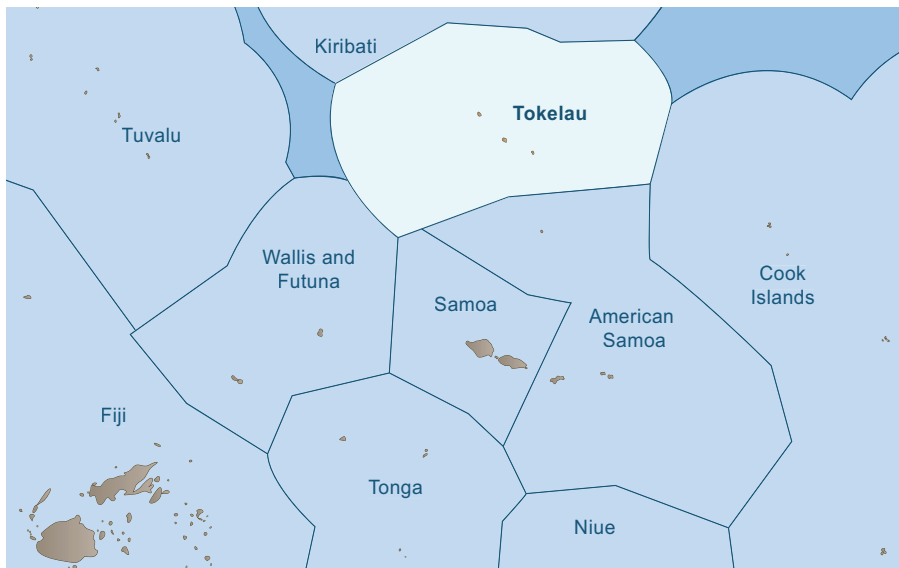 Kiribati
Tokelau
Tuvalu
Wallis and
Futuna
Cook
Islands
Samoa
American
Samoa
Fiji
Tonga
Niue